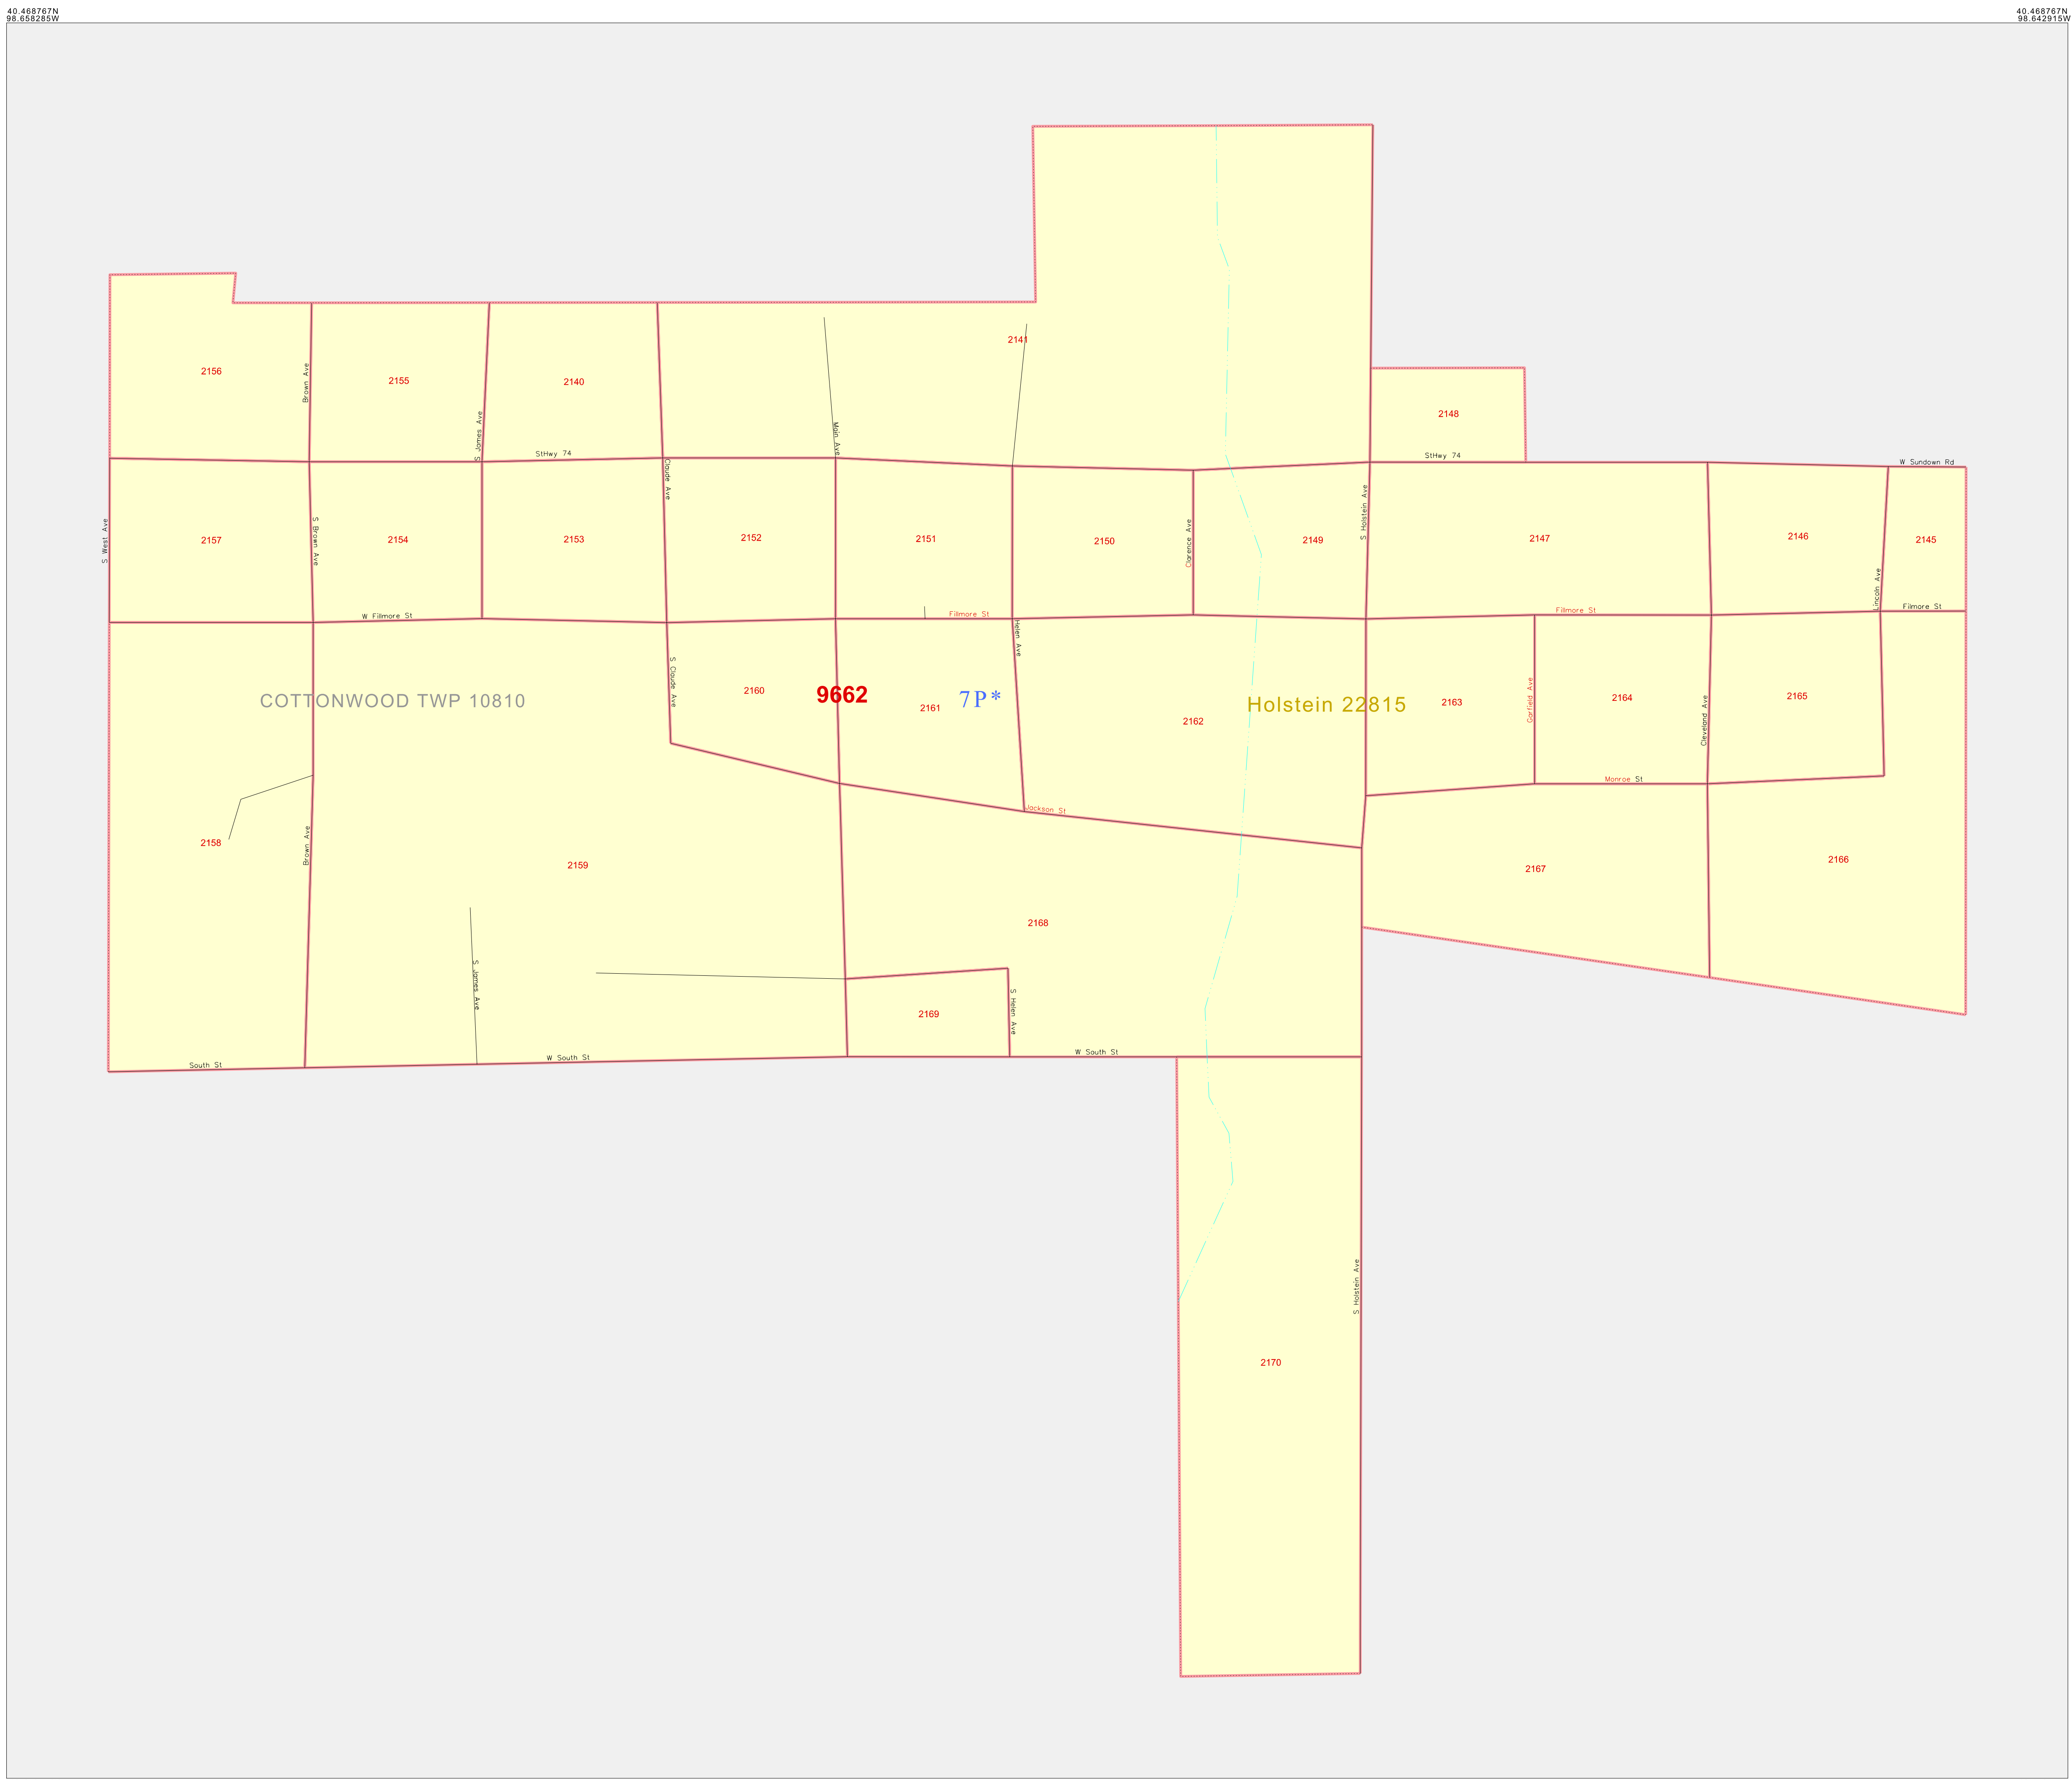 40.468767N
98.658285W
40.468767N
98.642915W
2141
2156
Brown Ave
2155
S James Ave
2140
Main Ave
2148
StHwy 74
StHwy 74
W Sundown Rd
Claude Ave
S West Ave
2157
S Brown Ave
2154
2153
2152
2151
2150
Clarence Ave
2149
S Holstein Ave
2147
2146
Lincoln Ave
2145
W Fillmore St
Fillmore St
Fillmore St
Filmore St
Helen Ave
COTTONWOOD TWP 10810
S Claude Ave
2160
9662
2161
7P*
2162
Holstein 22815
2163
Garfield Ave
2164
Cleveland Ave
2165
Monroe St
Jackson St
2158
Brown Ave
2159
2168
2167
2166
S James Ave
2169
S Helen Ave
South St
W South St
W South St
S Holstein Ave
2170